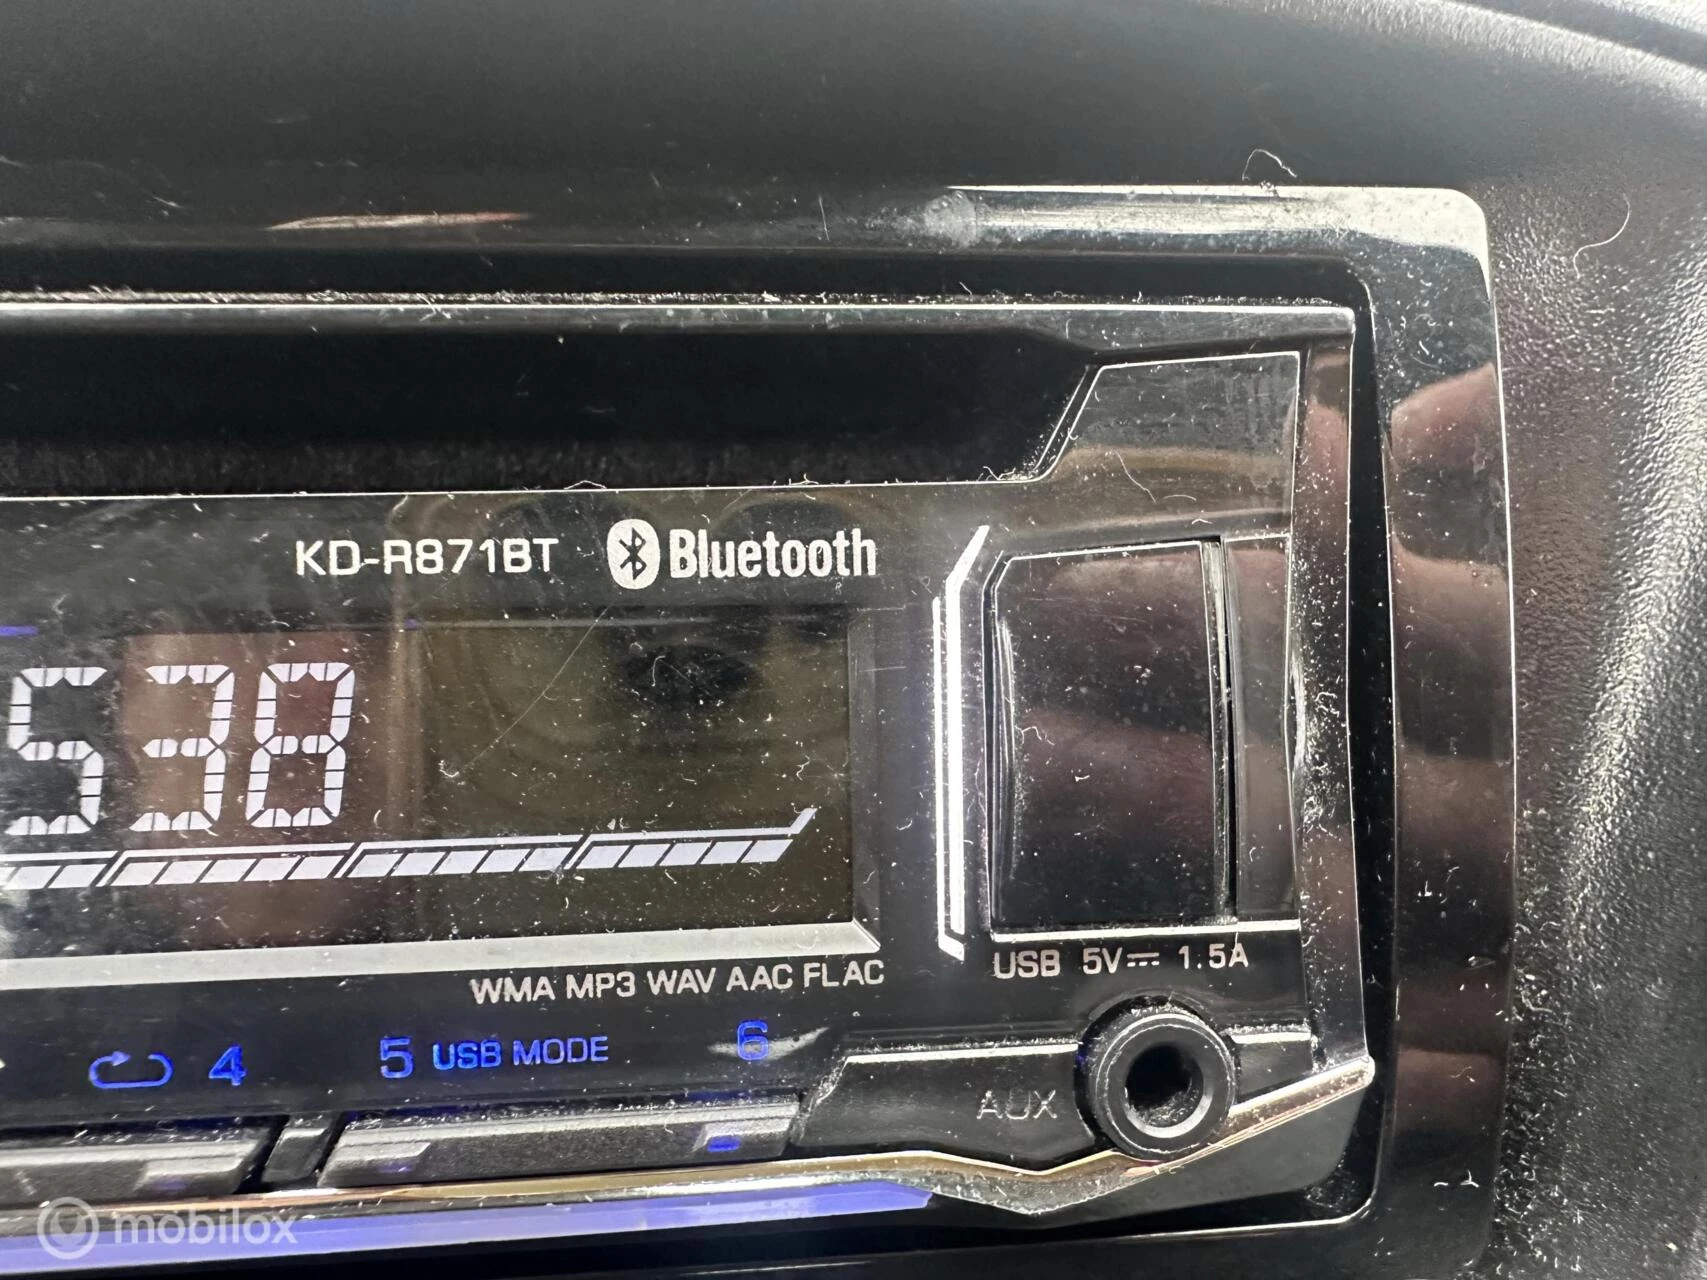 KD-R871BT Bluetooth
538
WMA MP3 WAV AAC FLAC
USB 5V 1.5A
4 5 USB MODE 6
AUX
mobilox